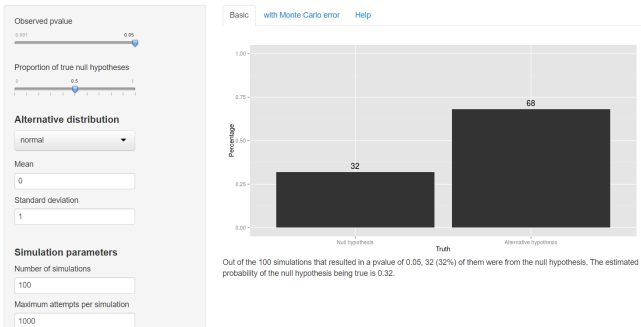 Observed pvalue
0.001 0.05
Proportion of true null hypotheses
0 0.5 1
Alternative distribution
normal
Mean
0
Standard deviation
1
Simulation parameters
Number of simulations
100
Maximum attempts per simulation
1000
Basic with Monte Carlo error Help
1.00
0.75
0.50
0.25
0.00
Percentage
32
68
Null hypothesis Alternative hypothesis
Truth
Out of the 100 simulations that resulted in a pvalue of 0.05, 32 (32%) of them were from the null hypothesis. The estimated
probability of the null hypothesis being true is 0.32.